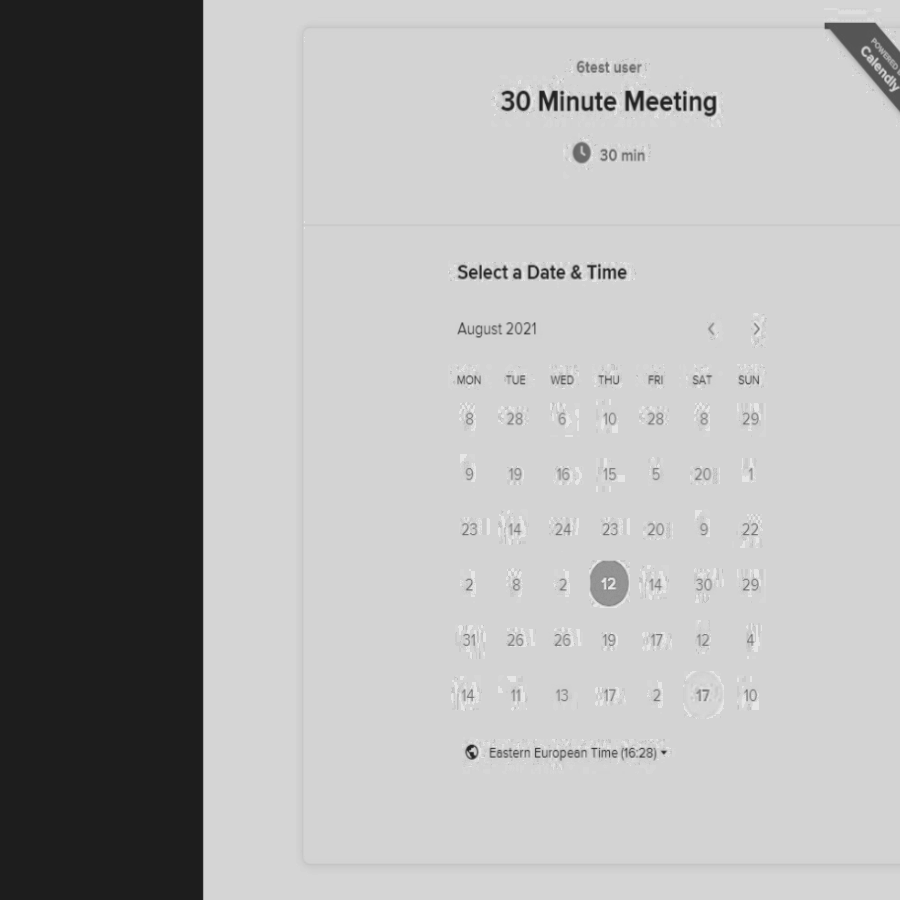 POWERED
Calendly
6test user
30 Minute Meeting
30 min
Select a Date & Time
August 2021
MON TUE WED THU FRI SAT SUN
8 28 6 10 28 8 29
9 19 16 15 5 20 1
23 14 24 23 20 9 22
2 8 2 12 14 30 29
31 26 26 19 17 12 4
14 11 13 17 2 17 10
Eastern European Time (16:28)